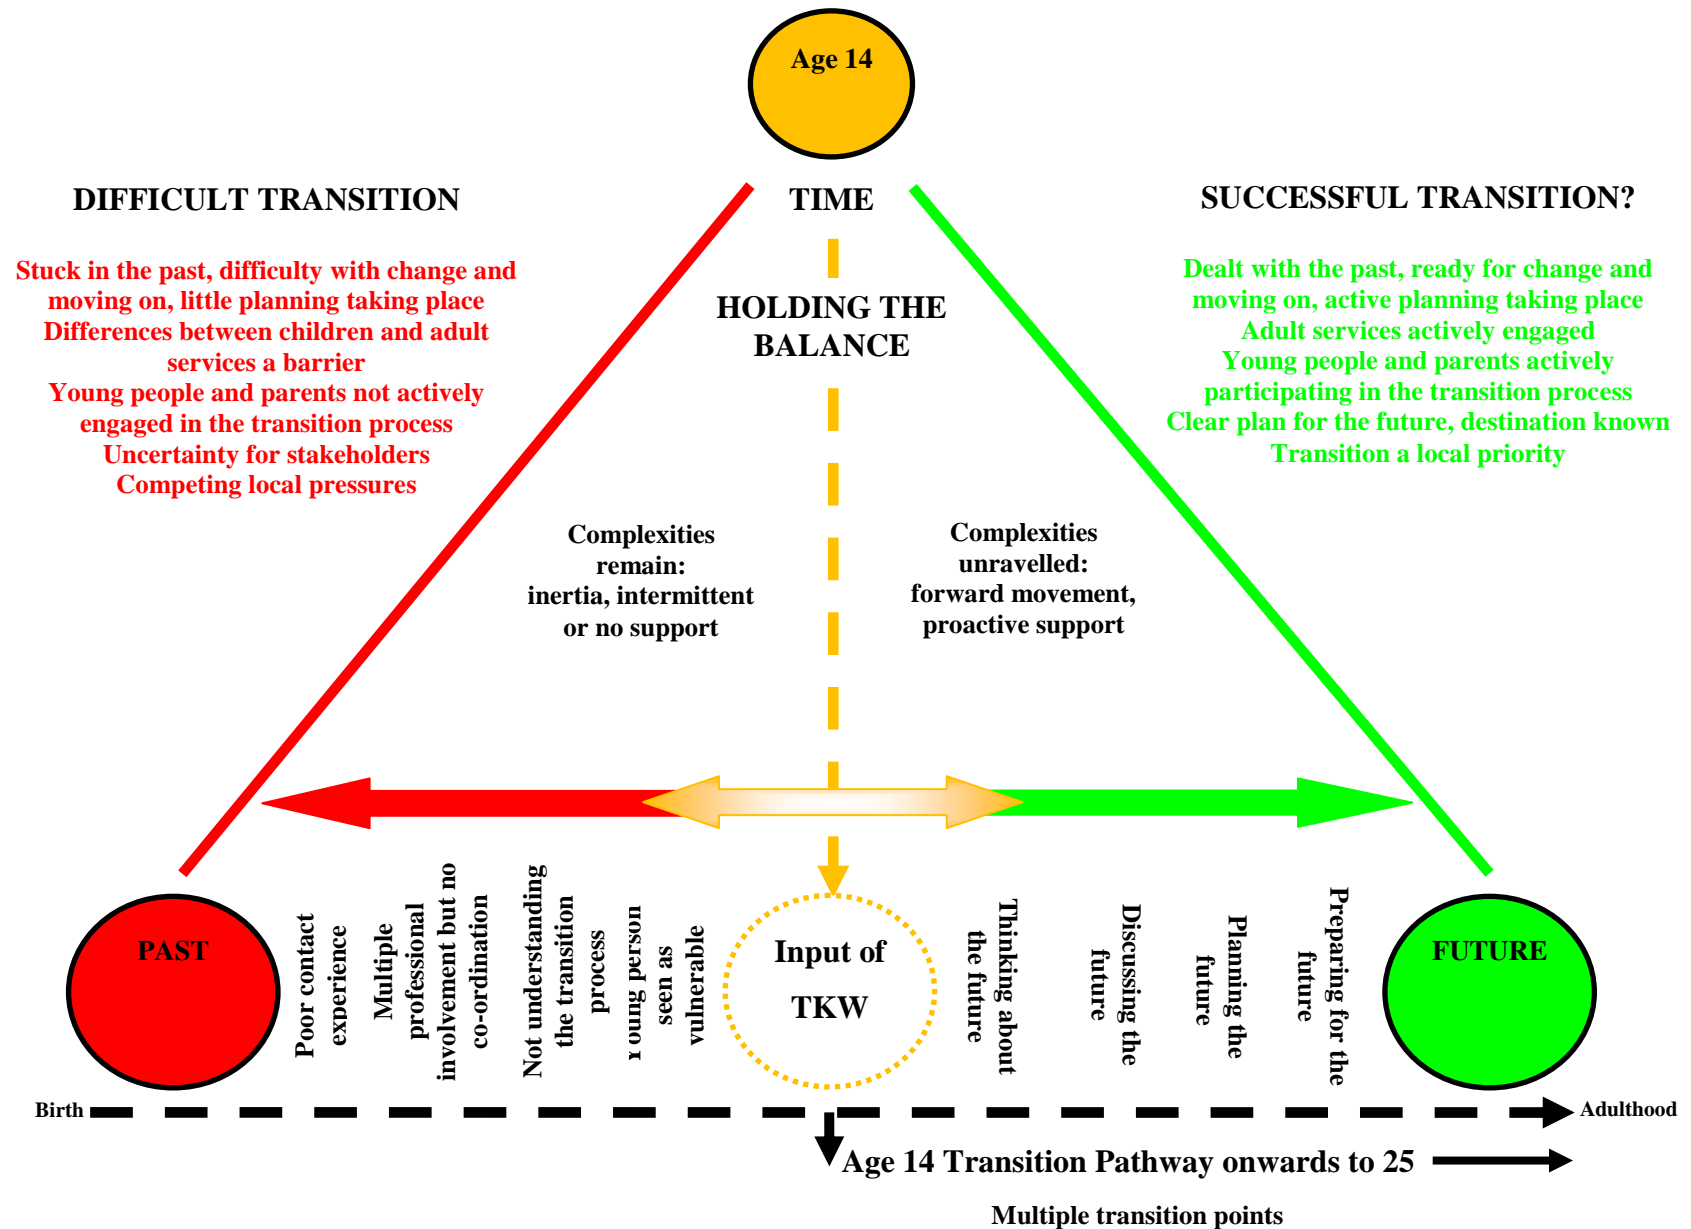 Age 14
DIFFICULT TRANSITION
Stuck in the past, difficulty with change and
moving on, little planning taking place
Differences between children and adult
services a barrier
Young people and parents not actively
engaged in the transition process
Uncertainty for stakeholders
Competing local pressures
TIME
HOLDING THE
BALANCE
SUCCESSFUL TRANSITION?
Dealt with the past, ready for change and
moving on, active planning taking place
Adult services actively engaged
Young people and parents actively
participating in the transition process
Clear plan for the future, destination known
Transition a local priority
Complexities
remain:
inertia, intermittent
or no support
Complexities
unravelled:
forward movement,
proactive support
PAST
Poor contact
experience
Multiple
professional
involvement but no
co-ordination
Not understanding
the transition
process
Young person
seen as
vulnerable
Input of
TKW
Thinking about
the future
Discussing the
future
Planning the
future
Preparing for the
future
FUTURE
Birth
Adulthood
Age 14 Transition Pathway onwards to 25
Multiple transition points